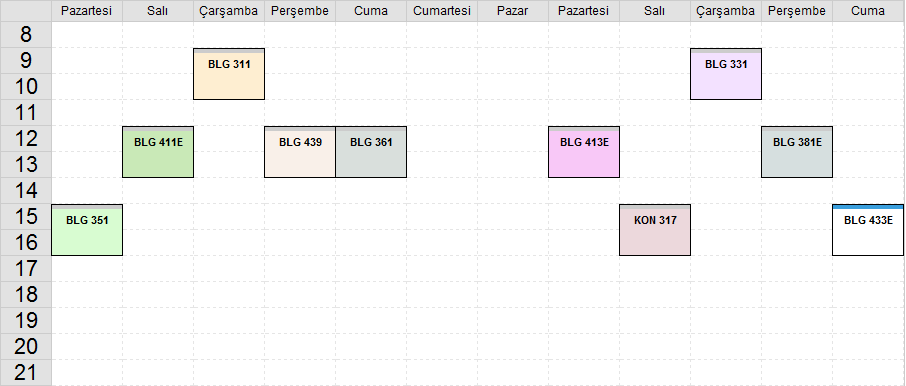 Pazartesi Salı Çarşamba Perşembe Cuma Cumartesi Pazar Pazartesi Salı Çarşamba Perşembe Cuma
8
9 BLG 311 BLG 331
10
11
12 BLG 411E BLG 439 BLG 361 BLG 413E BLG 381E
13
14
15 BLG 351 KON 317 BLG 433E
16
17
18
19
20
21